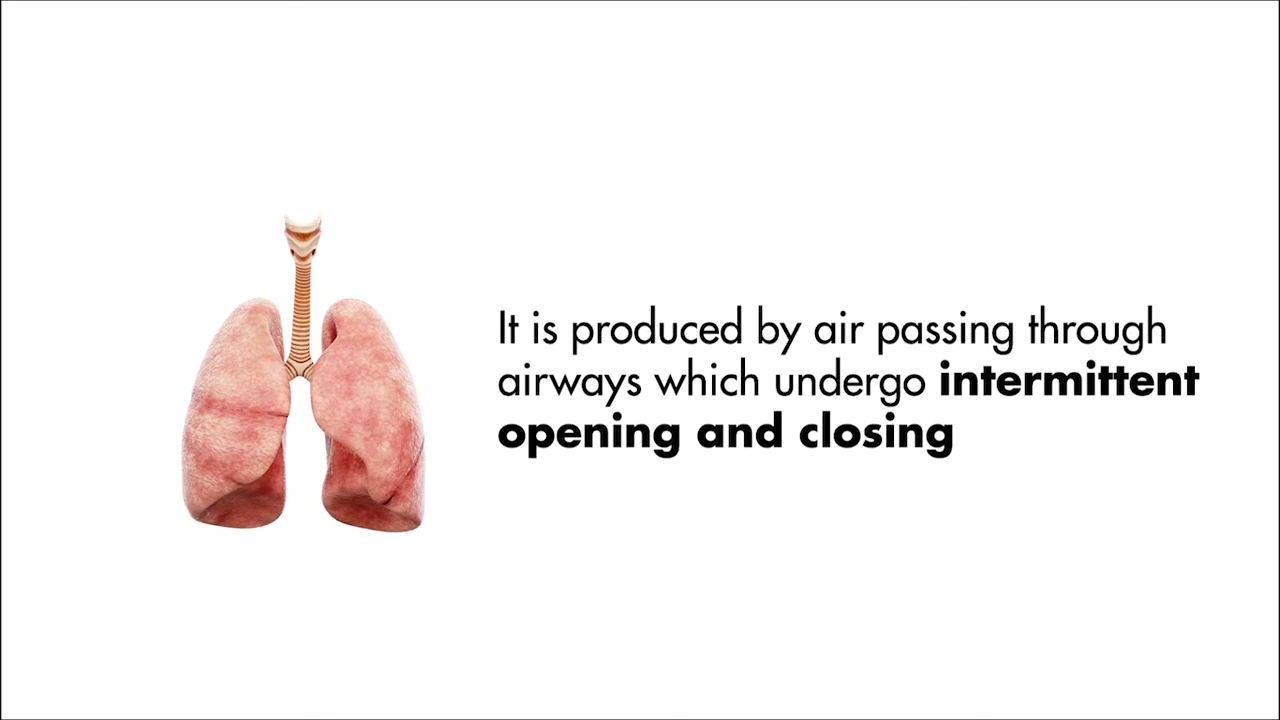 It is produced by air passing through
airways which undergo intermittent
opening and closing